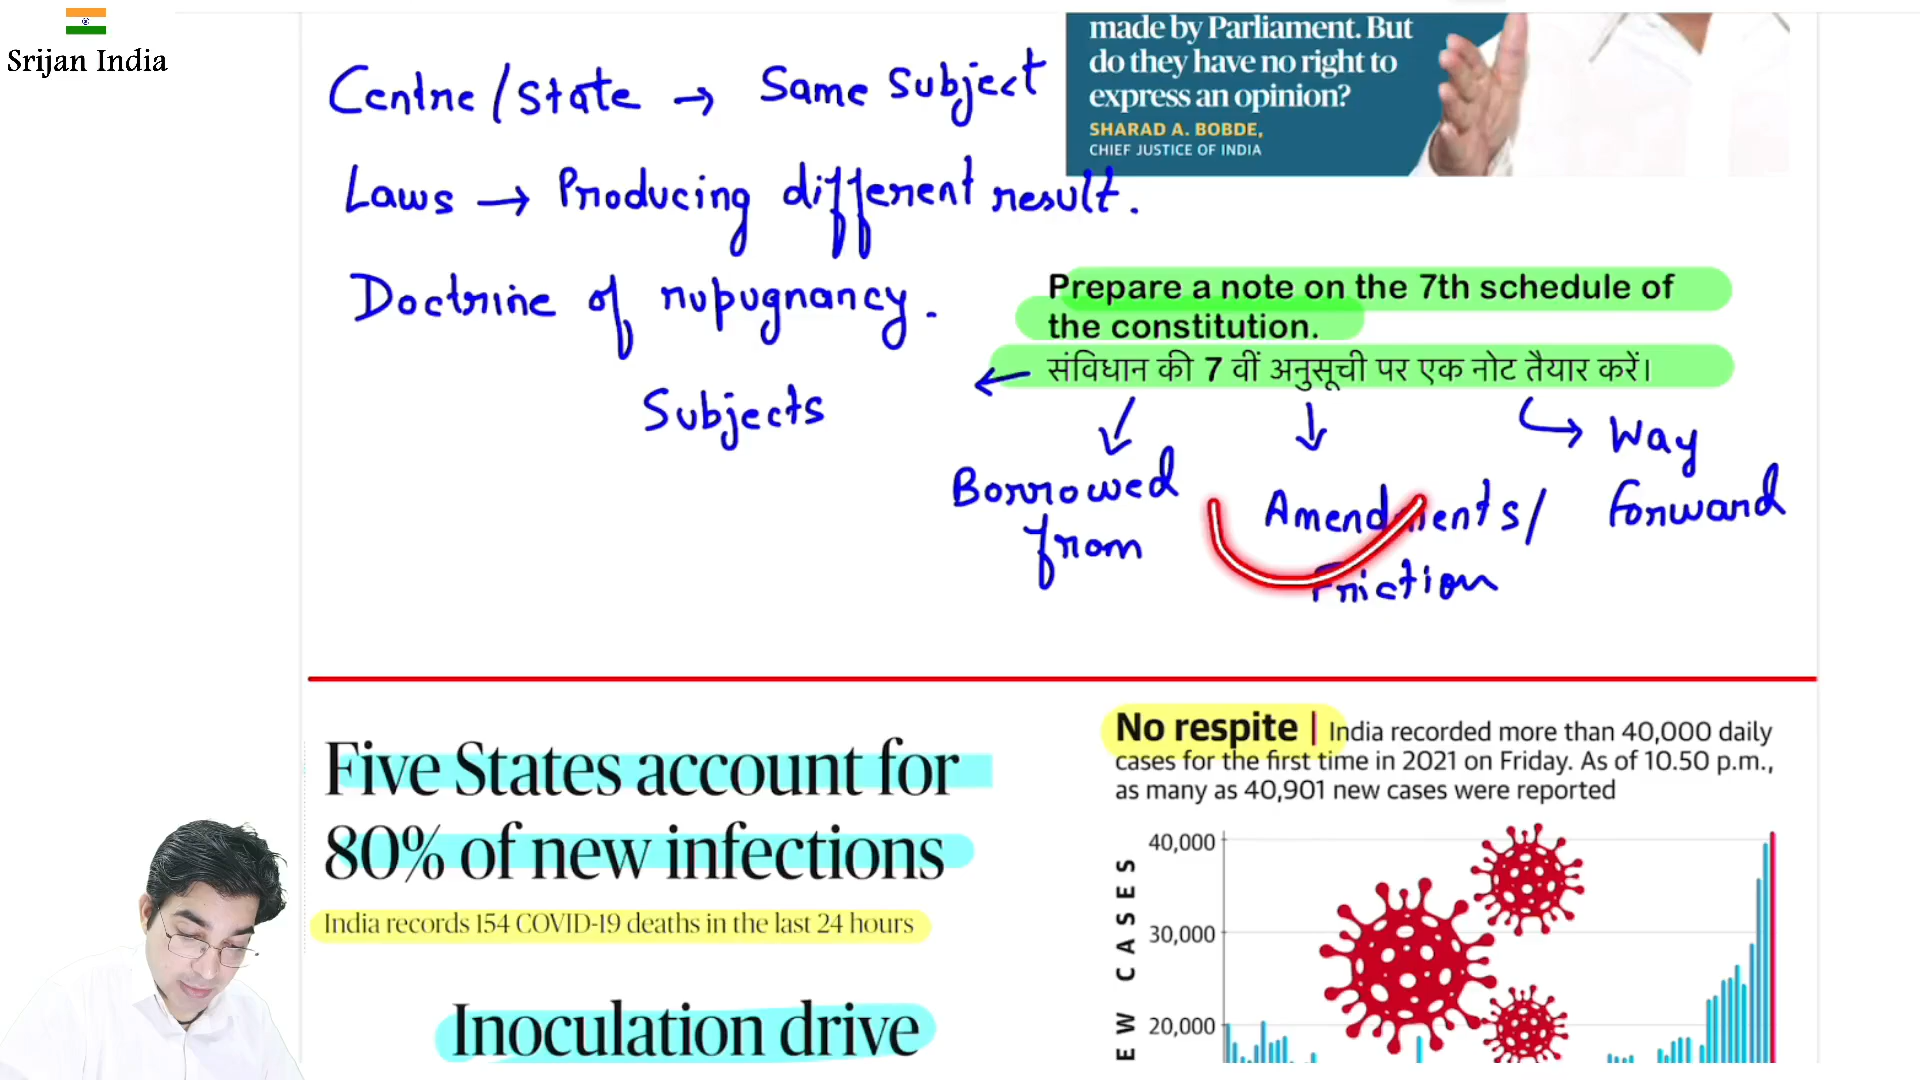 Srijan India
made by Parliament. But
do they have no right to
express an opinion?
SHARAD A. BOBDE,
CHIEF JUSTICE OF INDIA
Centre/State → Same Subject
Laws → Producing different result.
Doctrine of rupugnancy.
Prepare a note on the 7th schedule of
the constitution.
संविधान की 7 वीं अनुसूची पर एक नोट तैयार करें।
Subjects
Borrowed
from
Amendments/
Friction
Way
Forward
Five States account for
80% of new infections
India records 154 COVID-19 deaths in the last 24 hours
Inoculation drive
No respite | India recorded more than 40,000 daily
cases for the first time in 2021 on Friday. As of 10.50 p.m.,
as many as 40,901 new cases were reported
40,000
30,000
20,000
EW CASES